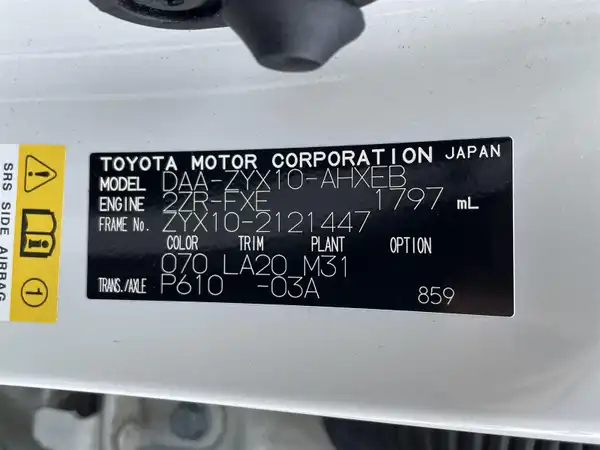 TOYOTA MOTOR CORPORATION JAPAN
MODEL DAA-ZYX10-AHXEB
ENGINE 2ZR-FXE 1797 mL
FRAME No. ZYX10-2121447
COLOR TRIM PLANT OPTION
070 LA20 M31
TRANS./AXLE P610 -03A
859
SRS SIDE AIRBAG
1